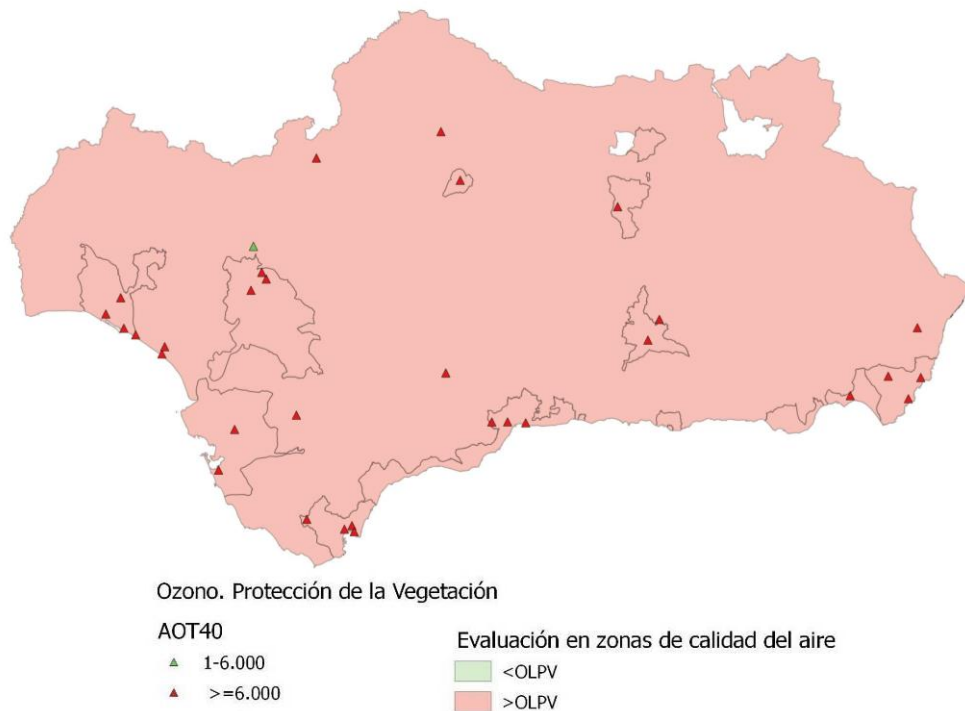 Ozono. Protección de la Vegetación
AOT40
1-6.000
>=6.000
Evaluación en zonas de calidad del aire
<OLPV
>OLPV